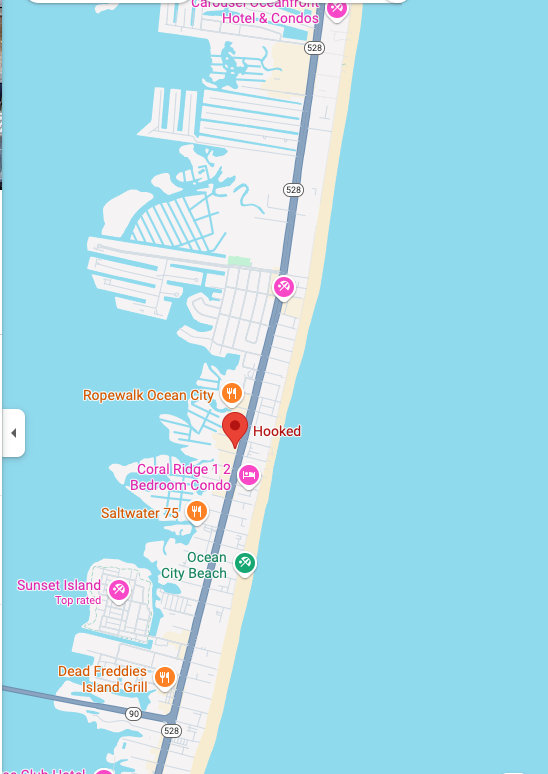 Carousel Oceanfront
Hotel & Condos
528
528
Ropewalk Ocean City
Hooked
Coral Ridge 1 2
Bedroom Condo
Saltwater 75
Ocean
City Beach
Sunset Island
Top rated
Dead Freddies
Island Grill
90
528
Club Hotel